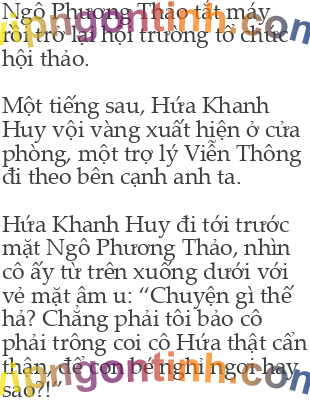 Ngô Phương Thảo tắt máy
rồi trở lại hội trường tổ chức
hội thảo.
Một tiếng sau, Hứa Khanh
Huy vội vàng xuất hiện ở cửa
phòng, một trợ lý Viễn Thông
đi theo bên cạnh anh ta.
Hứa Khanh Huy đi tới trước
mặt Ngô Phương Thảo, nhìn
cô ấy từ trên xuống dưới với
vẻ mặt âm u: “Chuyện gì thế
hả? Chẳng phải tôi bảo cô
phải trông coi cô Hứa thật cẩn
thận, để con bé nghỉ ngơi hay
sao?!“
vipngontinh.com
vipngontinh.com